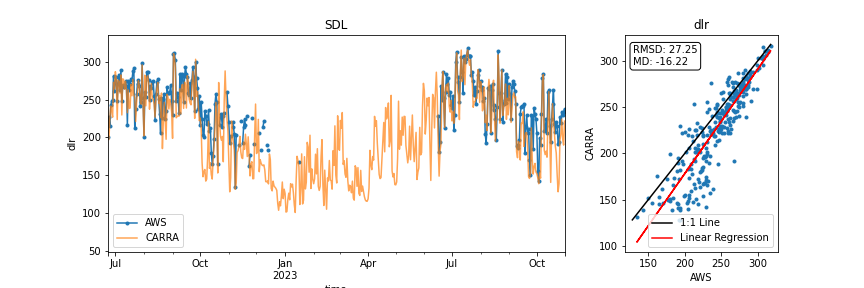 SDL
dlr
300
250
200
150
100
50
dlr
AWS
CARRA
Jul
Oct
Jan
2023
Apr
Jul
Oct
time
dlr
RMSD: 27.25
MD: -16.22
300
250
200
150
100
CARRA
1:1 Line
Linear Regression
150
200
250
300
AWS